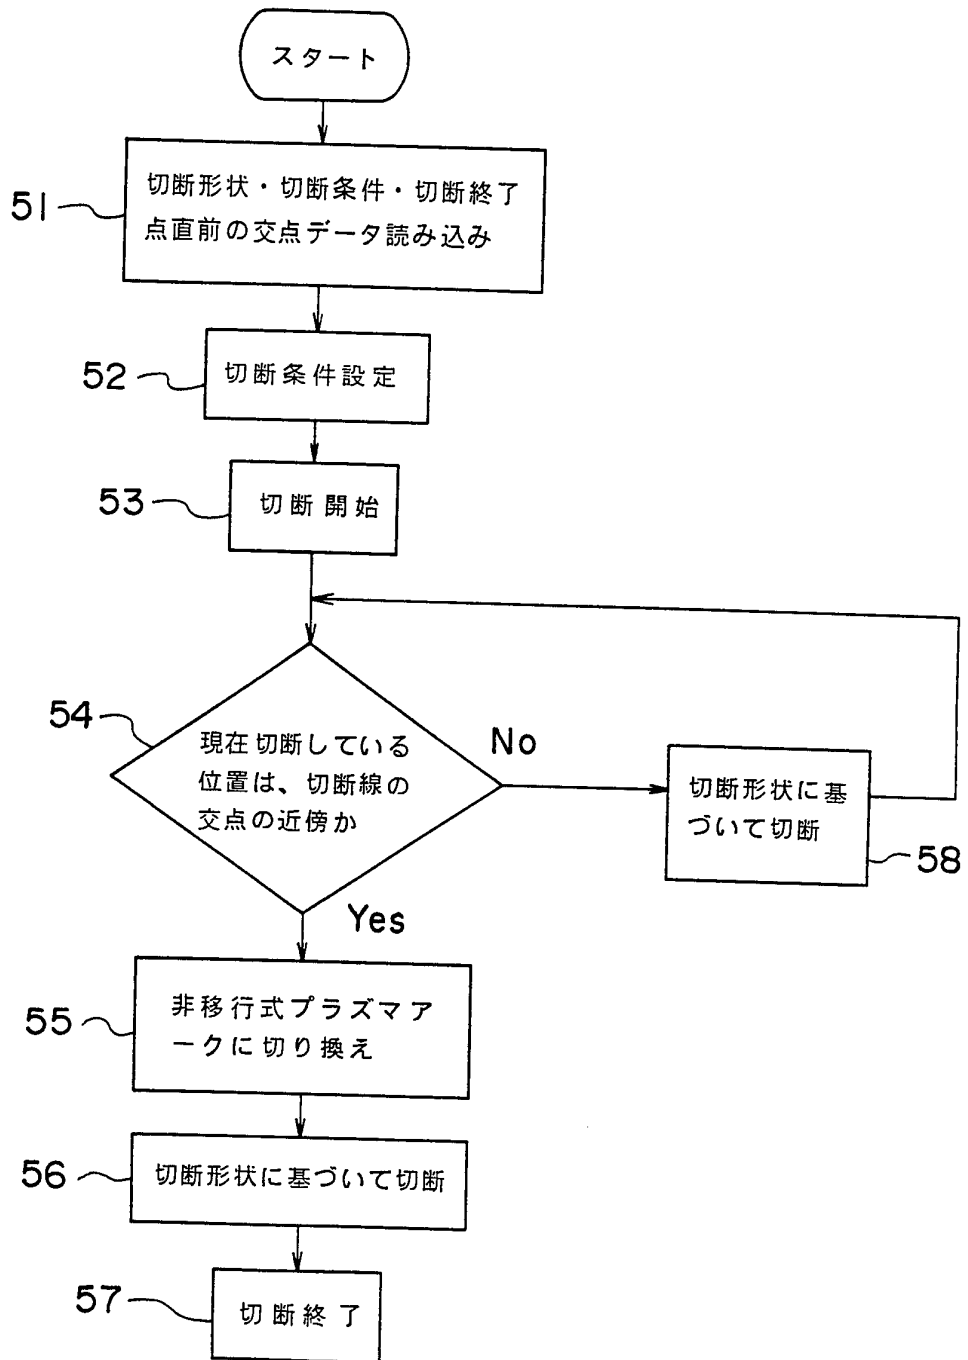 スタート
51
切断形状・切断条件・切断終了
点直前の交点データ読み込み
52
切断条件設定
53
切断開始
54
現在切断している
位置は、切断線の
交点の近傍か
No
切断形状に基
づいて切断
58
Yes
55
非移行式プラズマア
ークに切り換え
56
切断形状に基づいて切断
57
切断終了